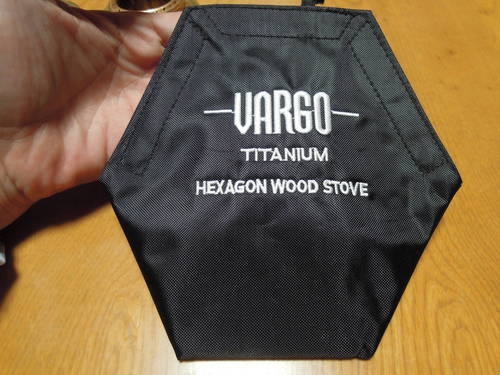 VARGO
TITANIUM
HEXAGON WOOD STOVE